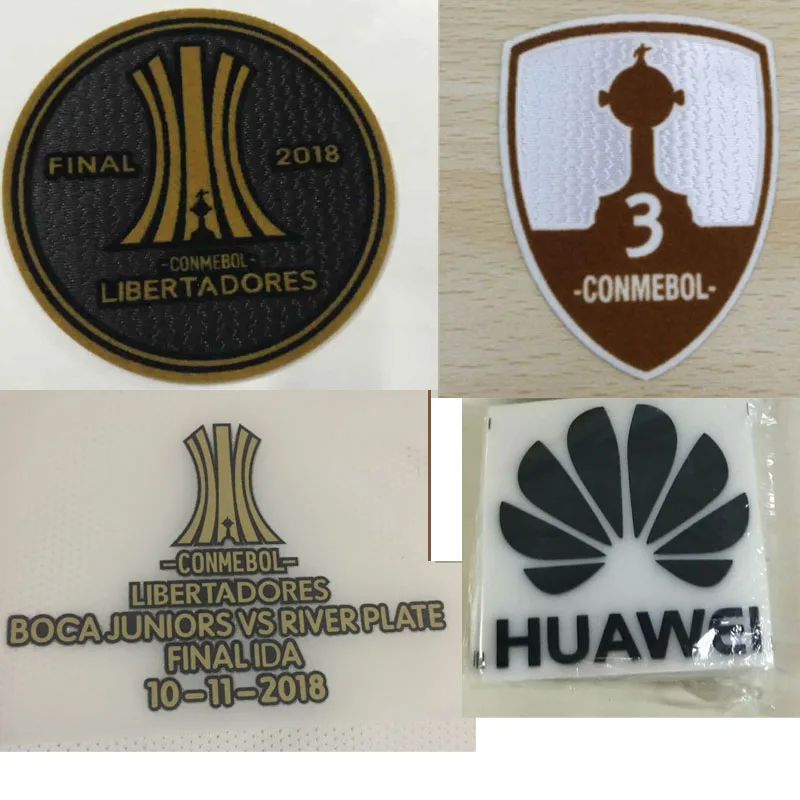 FINAL 2018
-CONMEBOL-
LIBERTADORES
3
-CONMEBOL-
-CONMEBOL-
LIBERTADORES
BOCA JUNIORS VS RIVER PLATE
FINAL IDA
10-11-2018
HUAWEI